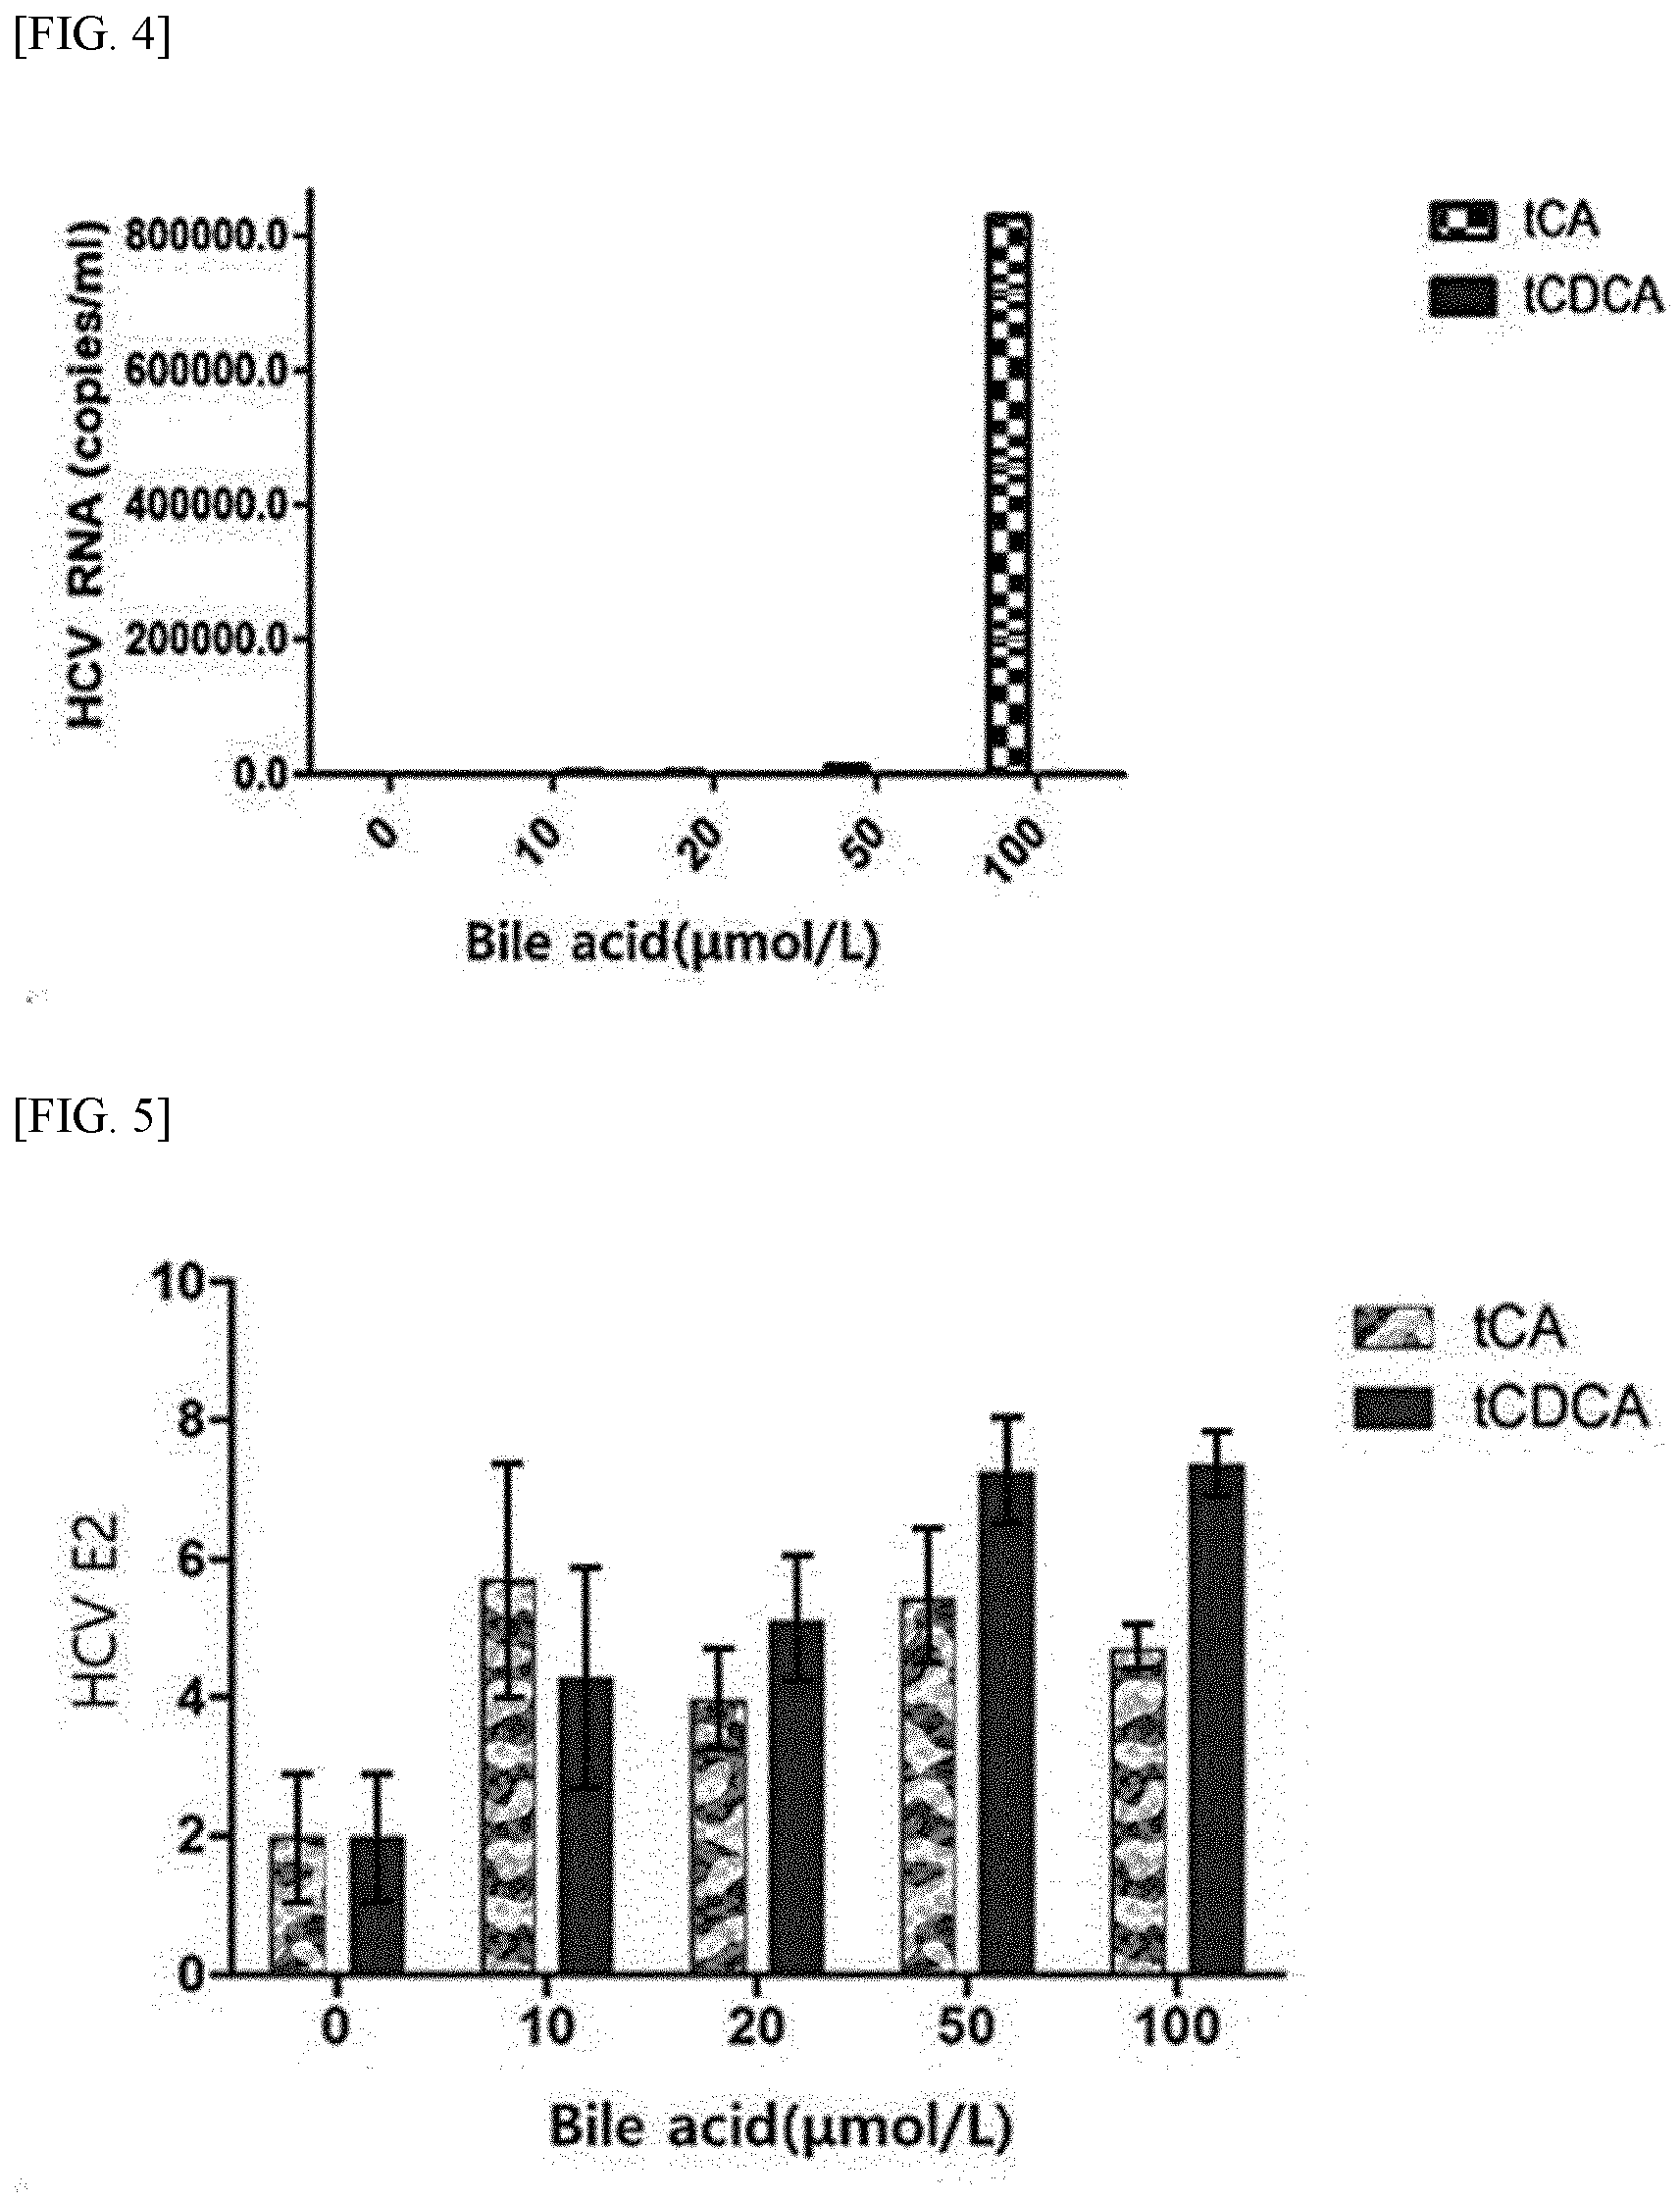 [FIG. 4]
HCV RNA (copies/ml)
800000.0
600000.0
400000.0
200000.0
0.0
0 10 20 50 100
Bile acid(μmol/L)
tCA
tCDCA
[FIG. 5]
HCV E2
10
8
6
4
2
0
0 10 20 50 100
Bile acid(μmol/L)
tCA
tCDCA